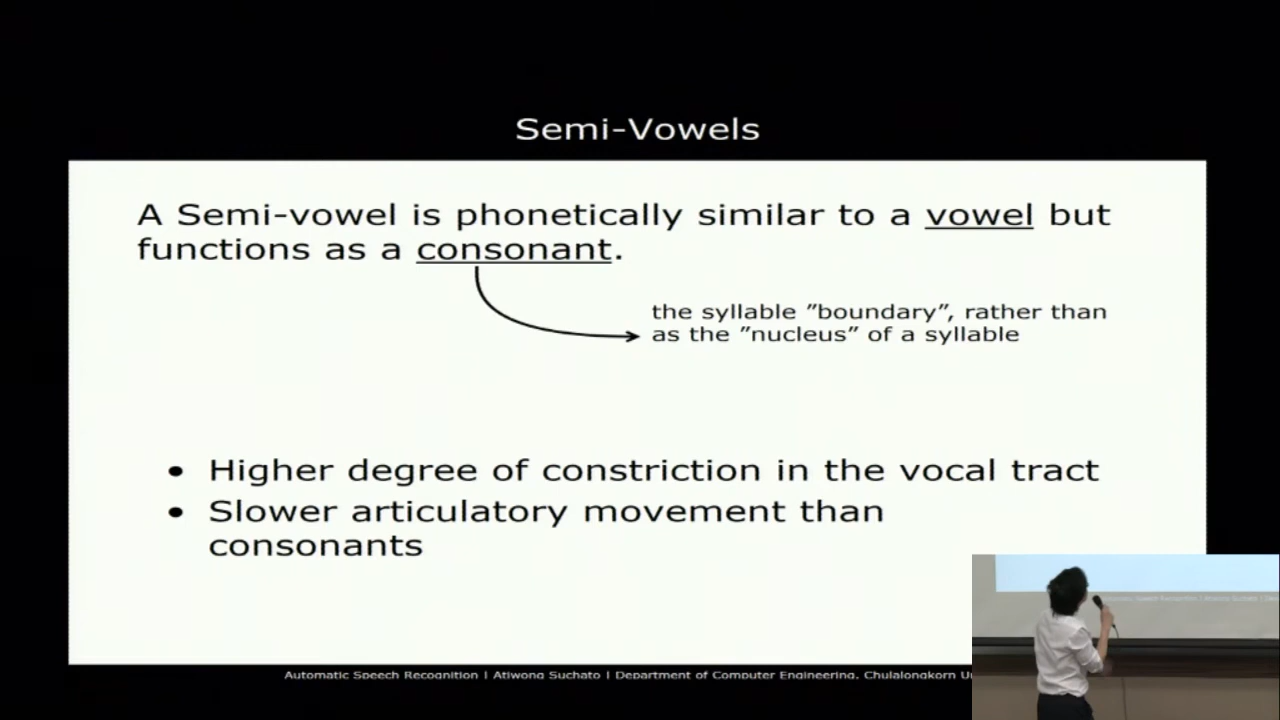 Semi-Vowels
A Semi-vowel is phonetically similar to a vowel but
functions as a consonant.
the syllable ”boundary”, rather than
as the ”nucleus” of a syllable
• Higher degree of constriction in the vocal tract
• Slower articulatory movement than
consonants
Automatic Speech Recognition | Atiwong Suchato | Department of Computer Engineering, Chulalongkorn